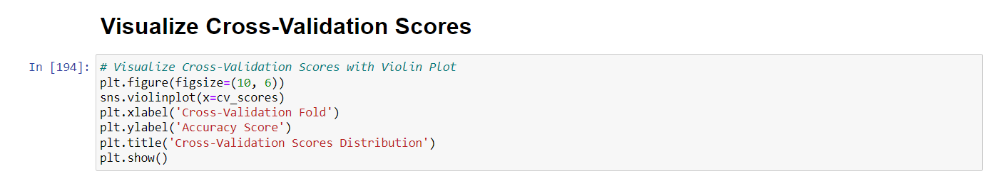 Visualize Cross-Validation Scores
In [194]: # Visualize Cross-Validation Scores with Violin Plot
plt.figure(figsize=(10, 6))
sns.violinplot(x=cv_scores)
plt.xlabel('Cross-Validation Fold')
plt.ylabel('Accuracy Score')
plt.title('Cross-Validation Scores Distribution')
plt.show()